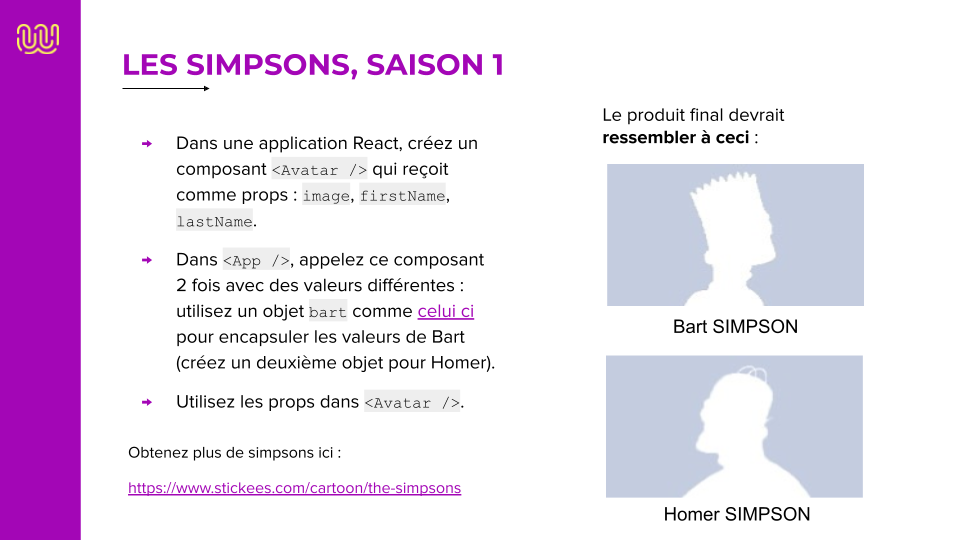 LES SIMPSONS, SAISON 1
Dans une application React, créez un
composant <Avatar /> qui reçoit
comme props : image, firstName,
lastName.
Dans <App />, appelez ce composant
2 fois avec des valeurs différentes :
utilisez un objet bart comme celui ci
pour encapsuler les valeurs de Bart
(créez un deuxième objet pour Homer).
Utilisez les props dans <Avatar />.
Obtenez plus de simpsons ici :
https://www.stickees.com/cartoon/the-simpsons
Le produit final devrait
ressembler à ceci :
Bart SIMPSON
Homer SIMPSON